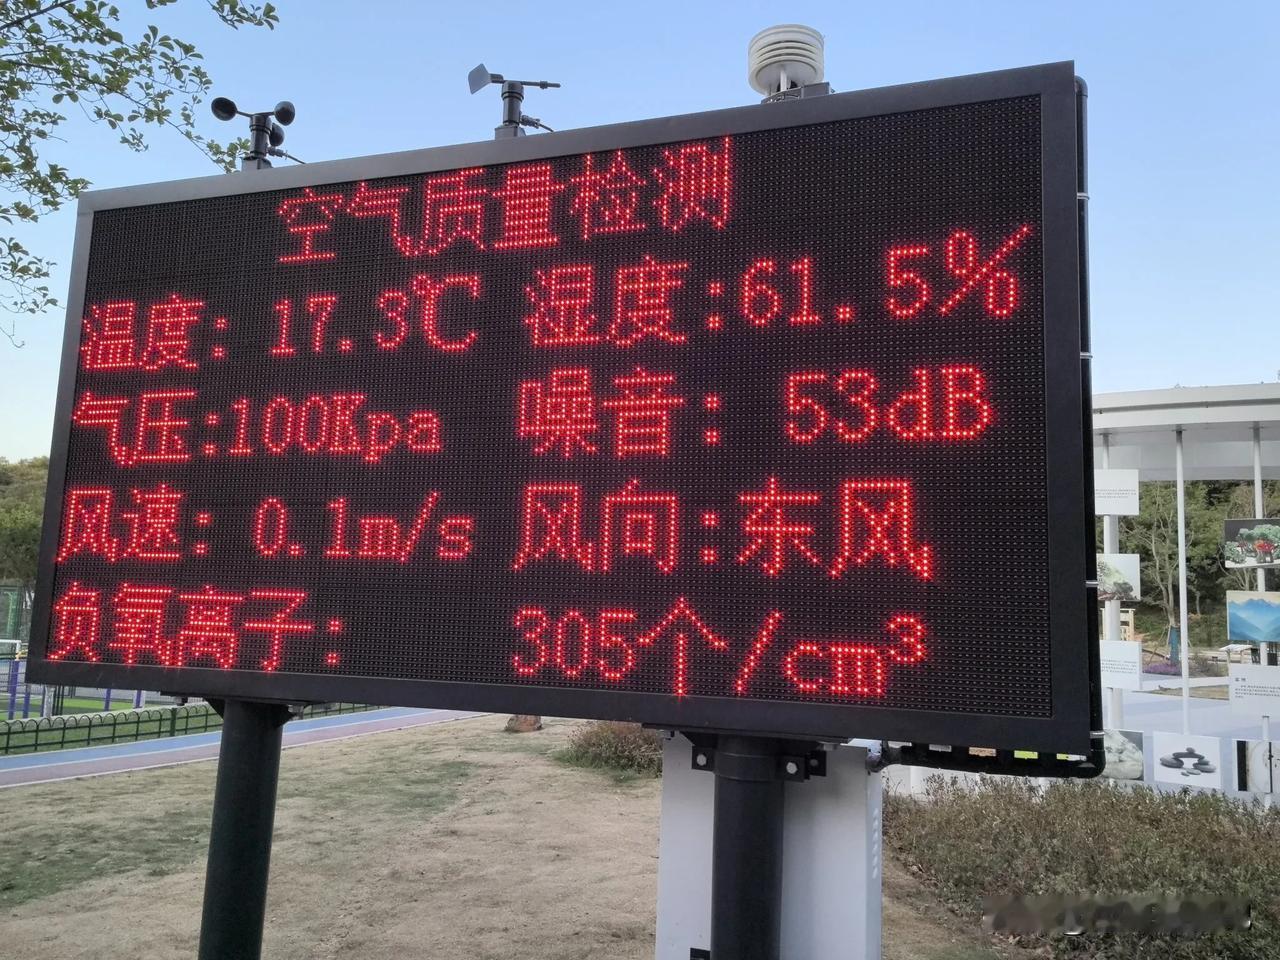 空气质量检测
温度: 17.3℃ 湿度:61.5%
气压:100Kpa 噪音: 53dB
风速: 0.1m/s 风向:东风
负氧离子: 305个/cm³